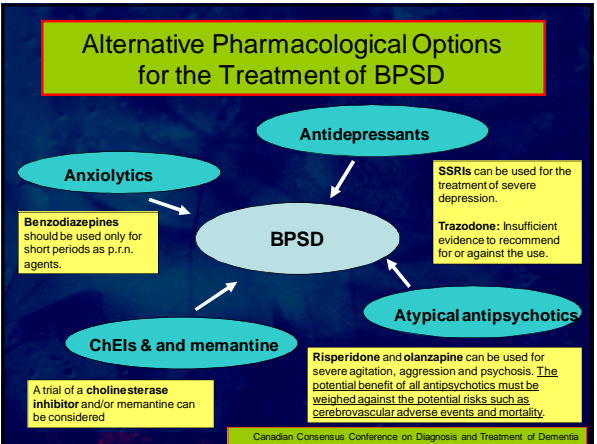 Alternative Pharmacological Options
for the Treatment of BPSD
Antidepressants
Anxiolytics
SSRIs can be used for the
treatment of severe
depression.
Trazodone: Insufficient
evidence to recommend
for or against the use.
Benzodiazepines
should be used only for
short periods as p.r.n.
agents.
BPSD
Atypical antipsychotics
ChEIs & and memantine
Risperidone and olanzapine can be used for
severe agitation, aggression and psychosis. The
potential benefit of all antipsychotics must be
weighed against the potential risks such as
cerebrovascular adverse events and mortality.
A trial of a cholinesterase
inhibitor and/or memantine can
be considered
Canadian Consensus Conference on Diagnosis and Treatment of Dementia